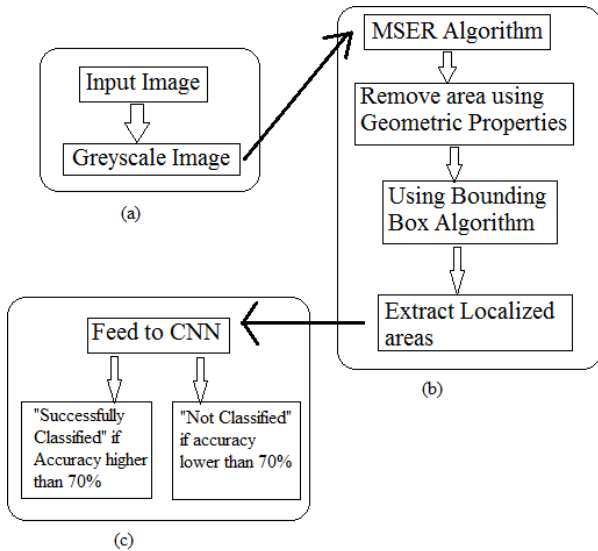 Input Image
Greyscale Image
(a)
MSER Algorithm
Remove area using
Geometric Properties
Using Bounding
Box Algorithm
Extract Localized
areas
(b)
Feed to CNN
"Successfully
Classified" if
Accuracy higher
than 70%
"Not Classified"
if accuracy
lower than 70%
(c)